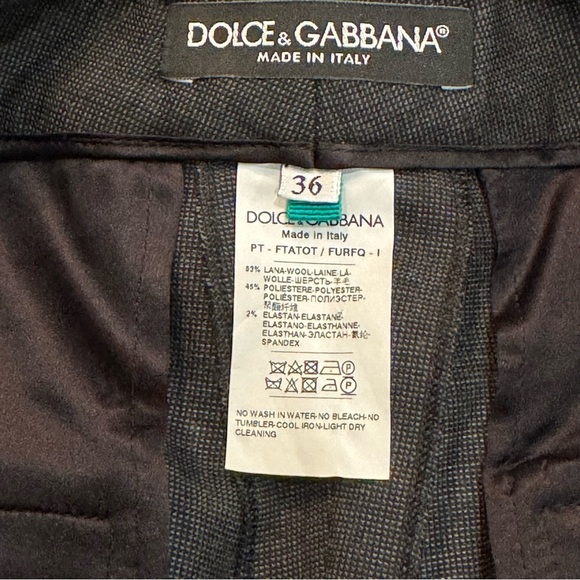 DOLCE & GABBANA®
MADE IN ITALY
36
DOLCE & GABBANA
Made in Italy
PT - FTATOT / FURFQ - I
53% LANA-WOOL-LAINE-LÃ-
WOLLE-ШЕРСТЬ-羊毛
45% POLIESTERE-POLYESTER-
POLIÉSTER-ПОЛИЭСТЕР-
聚酯纤维
2% ELASTAN-ELASTANE-
ELASTANO-ELASTHANNE-
ELASTHAN-ЭЛАСТАН-氨纶-
SPANDEX
NO WASH IN WATER-NO BLEACH-NO
TUMBLER-COOL IRON-LIGHT DRY
CLEANING